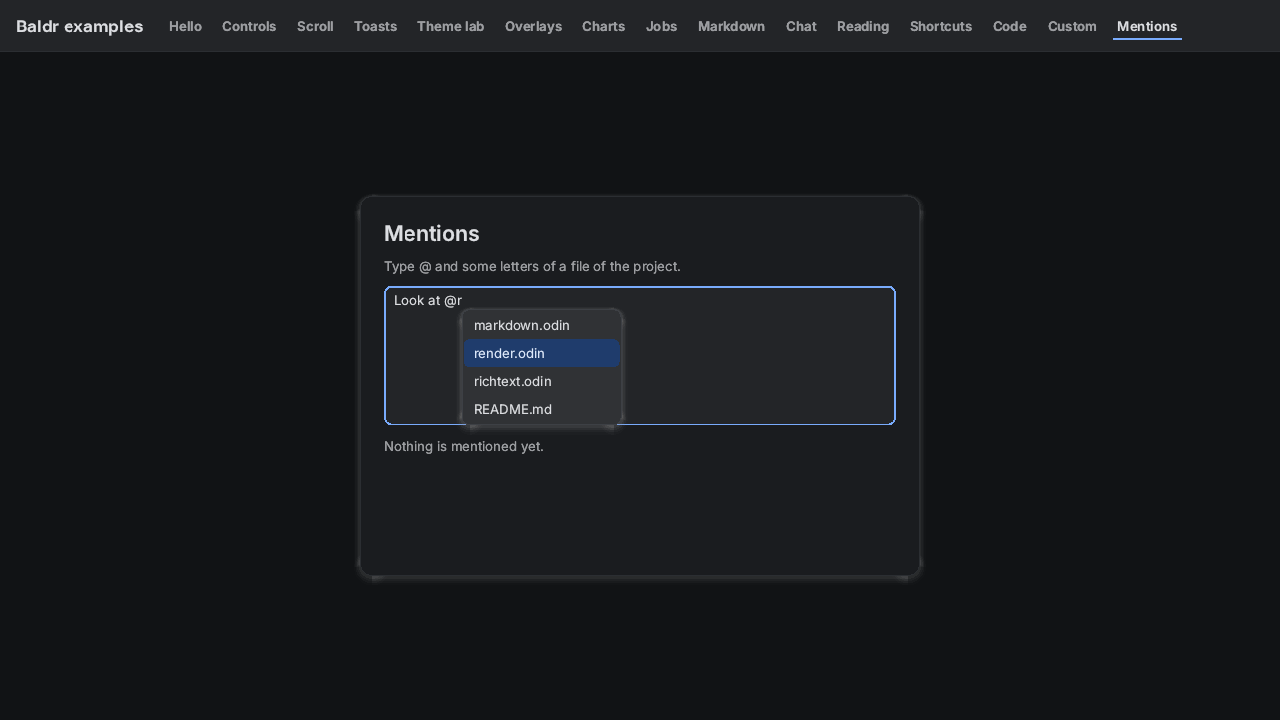 Baldr examples Hello Controls Scroll Toasts Theme lab Overlays Charts Jobs Markdown Chat Reading Shortcuts Code Custom Mentions
Mentions
Type @ and some letters of a file of the project.
Look at @r
markdown.odin
render.odin
richtext.odin
README.md
Nothing is mentioned yet.